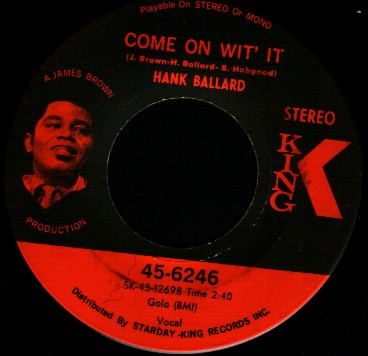 Playable On STEREO Or MONO
COME ON WIT' IT
(J. Brown-H. Ballard-B. Hobgood)
HANK BALLARD
A JAMES BROWN
PRODUCTION
STEREO
KING
45-6246
SK-45-12698 Time 2:40
Golo (BMI)
Vocal
Distributed By STARDAY-KING RECORDS INC.